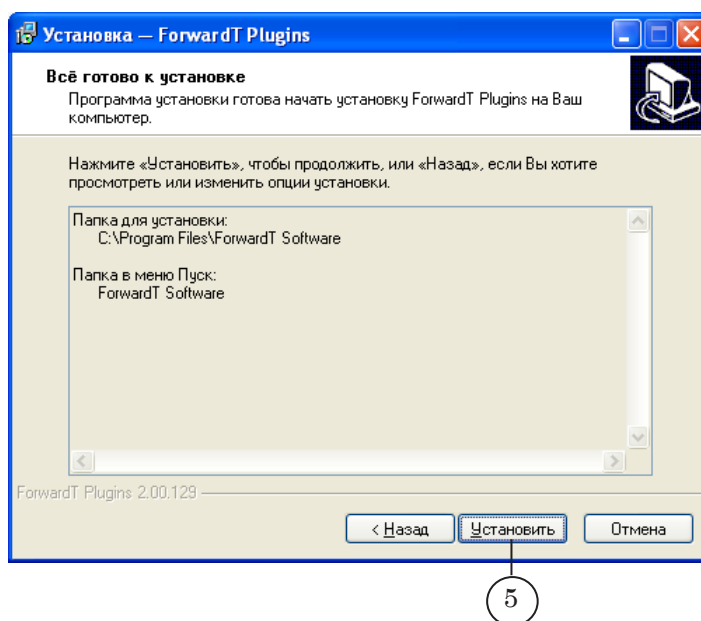 Установка — ForwardT Plugins
Всё готово к установке
Программа установки готова начать установку ForwardT Plugins на Ваш
компьютер.
Нажмите «Установить», чтобы продолжить, или «Назад», если Вы хотите
просмотреть или изменить опции установки.
Папка для установки:
C:\Program Files\ForwardT Software
Папка в меню Пуск:
ForwardT Software
ForwardT Plugins 2.00.129
< Назад Установить Отмена
5